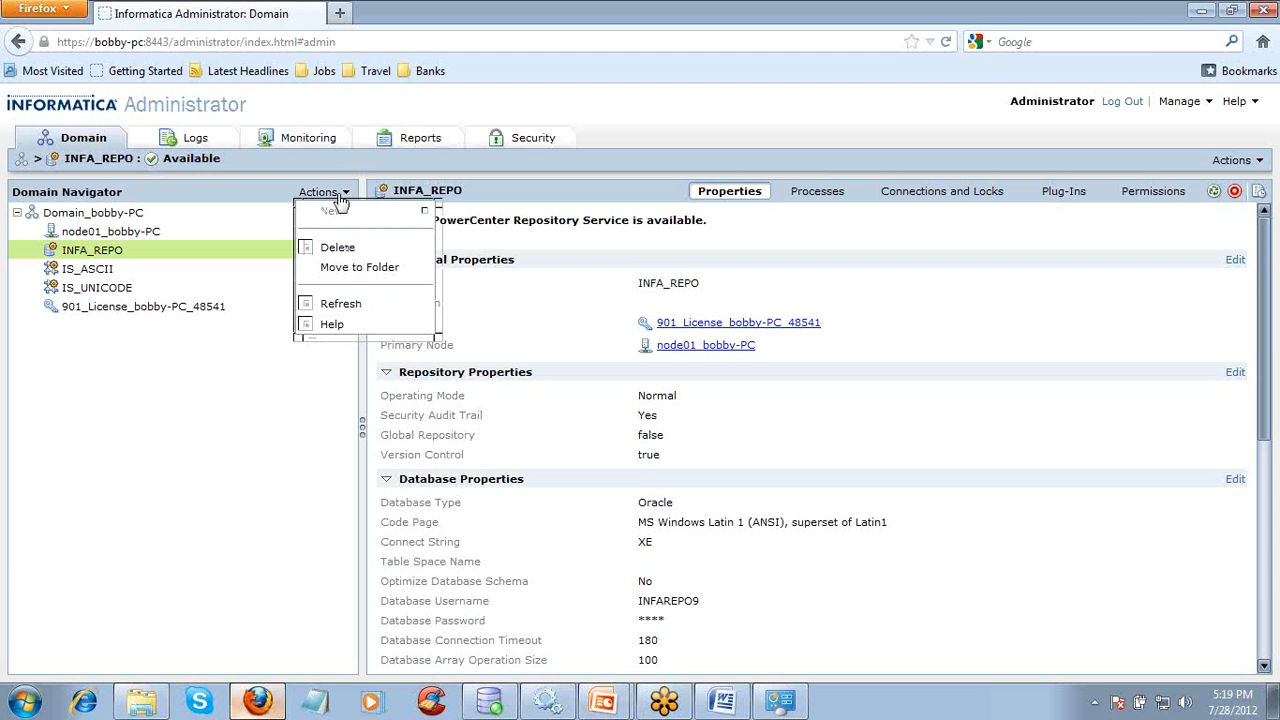 Firefox
Informatica Administrator: Domain
https://bobby-pc:8443/administrator/index.html#admin
Google
Most Visited
Getting Started
Latest Headlines
Jobs
Travel
Banks
Bookmarks
INFORMATICA Administrator
Administrator
Log Out
Manage
Help
Domain
Logs
Monitoring
Reports
Security
> INFA_REPO : Available
Actions
Domain Navigator
Actions
INFA_REPO
Properties
Processes
Connections and Locks
Plug-Ins
Permissions
Domain_bobby-PC
node01_bobby-PC
INFA_REPO
IS_ASCII
IS_UNICODE
901_License_bobby-PC_48541
Delete
Move to Folder
Refresh
Help
PowerCenter Repository Service is available.
Properties
Edit
INFA_REPO
901_License_bobby-PC_48541
Primary Node
node01_bobby-PC
Repository Properties
Edit
Operating Mode
Normal
Security Audit Trail
Yes
Global Repository
false
Version Control
true
Database Properties
Edit
Database Type
Oracle
Code Page
MS Windows Latin 1 (ANSI), superset of Latin1
Connect String
XE
Table Space Name
Optimize Database Schema
No
Database Username
INFAREPO9
Database Password
****
Database Connection Timeout
180
Database Array Operation Size
100
5:19 PM
7/28/2012